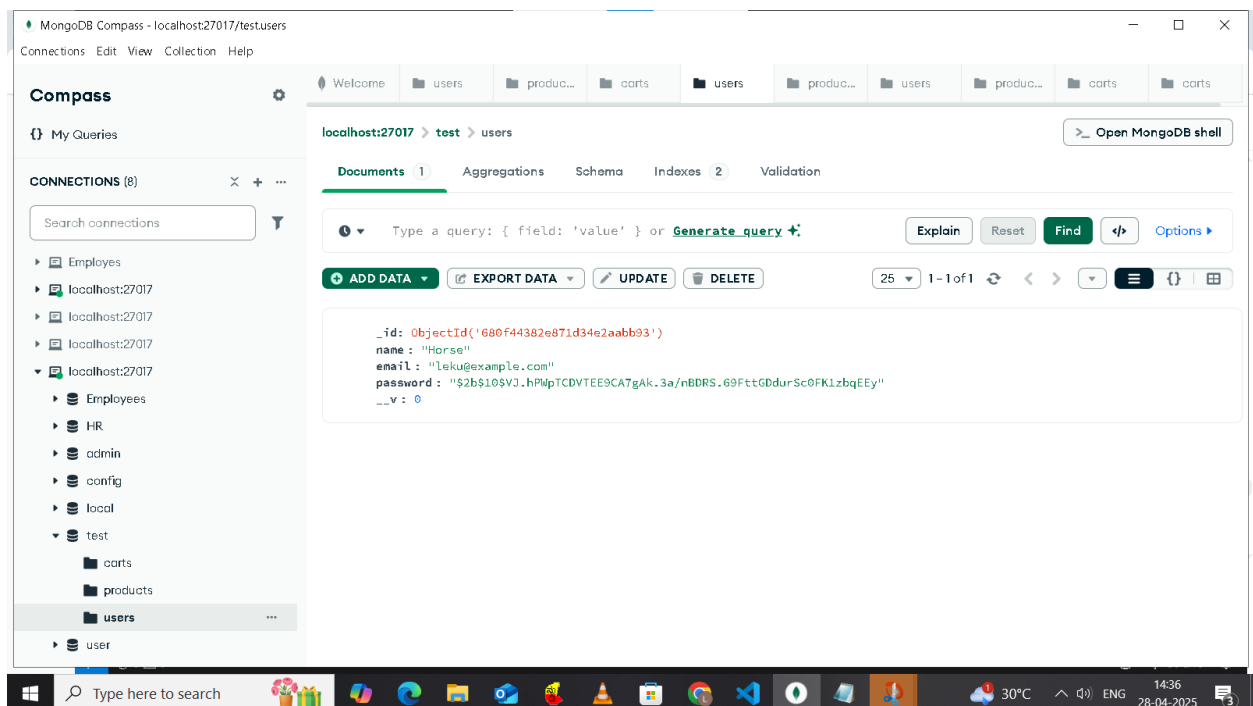 MongoDB Compass - localhost:27017/test.users
Connections Edit View Collection Help
Compass
{} My Queries
CONNECTIONS (8)
Search connections
Employes
localhost:27017
localhost:27017
localhost:27017
localhost:27017
Employees
HR
admin
config
local
test
carts
products
users
user
Welcome users produc... carts users produc... users produc... carts carts
localhost:27017 > test > users
>_ Open MongoDB shell
Documents 1 Aggregations Schema Indexes 2 Validation
Type a query: { field: 'value' } or Generate query
Explain Reset Find </> Options
ADD DATA EXPORT DATA UPDATE DELETE
25 1 – 1 of 1 {}
_id: ObjectId('680f44382e871d34e2aabb93')
name : "Horse"
email : "leku@example.com"
password : "$2b$10$VJ.hPWpTCDVTEE9CA7gAk.3a/nBDRS.69FttGDdurSc0FK1zbqEEy"
__v : 0
Type here to search
30°C ENG
14:36
28-04-2025
3